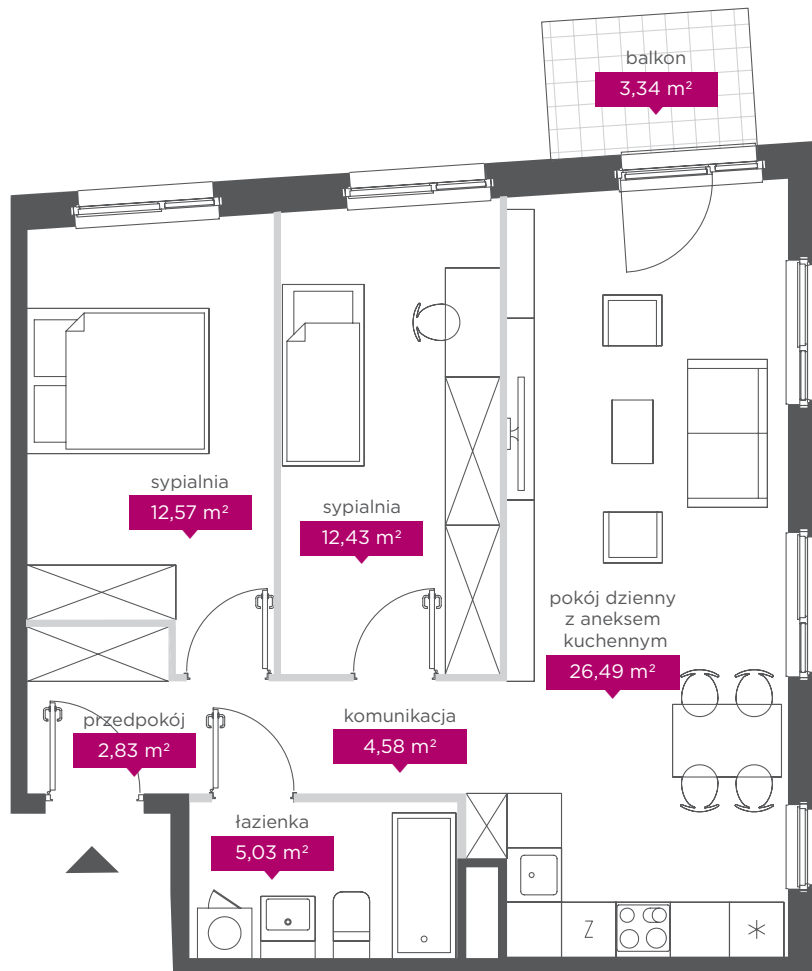 balkon
3,34 m²
sypialnia
12,57 m²
sypialnia
12,43 m²
pokój dzienny
z aneksem
kuchennym
26,49 m²
przedpokój
2,83 m²
komunikacja
4,58 m²
łazienka
5,03 m²
Z